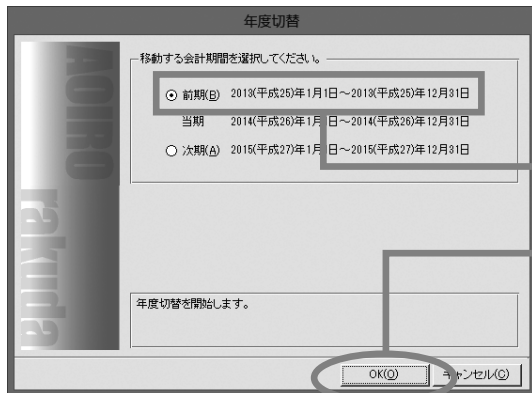 年度切替
AOIRO
rakuda
移動する会計期間を選択してください。
前期(B) 2013(平成25)年1月1日～2013(平成25)年12月31日
当期 2014(平成26)年1月1日～2014(平成26)年12月31日
次期(A) 2015(平成27)年1月1日～2015(平成27)年12月31日
年度切替を開始します。
OK(O) キャンセル(C)